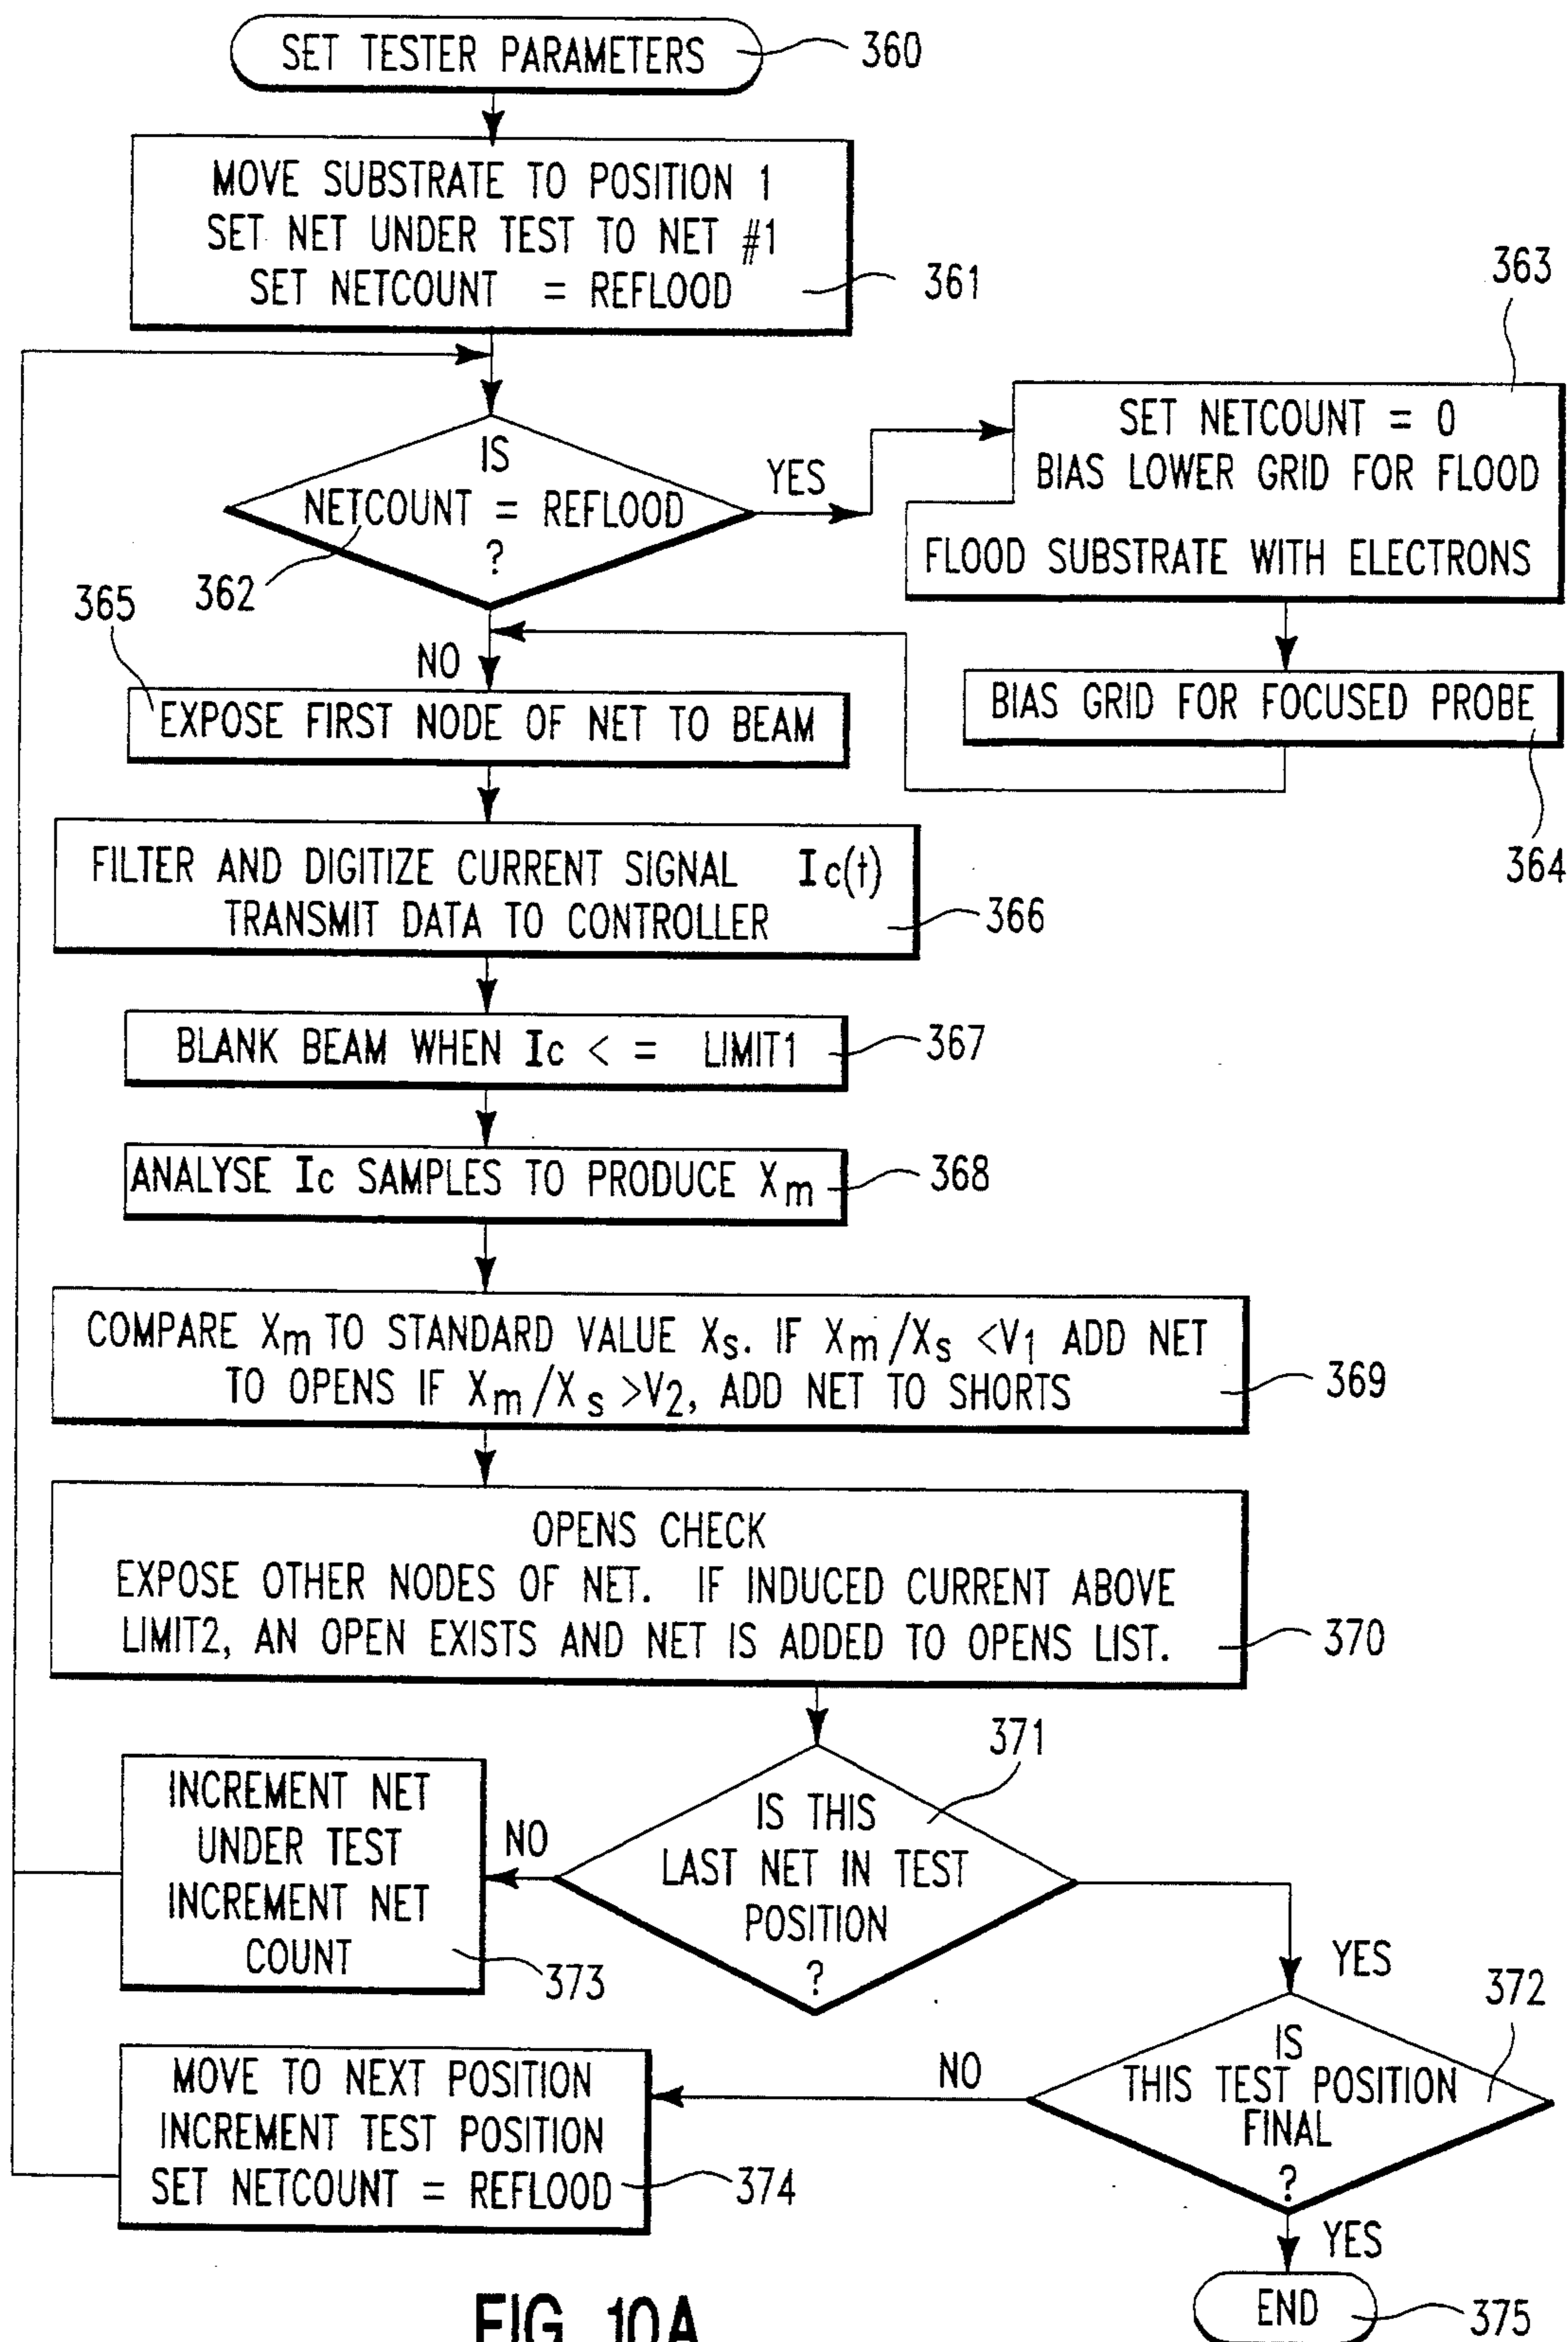 SET TESTER PARAMETERS
360
MOVE SUBSTRATE TO POSITION 1
SET NET UNDER TEST TO NET #1
SET NETCOUNT = REFLOOD
361
IS
NETCOUNT = REFLOOD
?
362
YES
363
SET NETCOUNT = 0
BIAS LOWER GRID FOR FLOOD
FLOOD SUBSTRATE WITH ELECTRONS
BIAS GRID FOR FOCUSED PROBE
364
365
NO
EXPOSE FIRST NODE OF NET TO BEAM
FILTER AND DIGITIZE CURRENT SIGNAL Ic(t)
TRANSMIT DATA TO CONTROLLER
366
BLANK BEAM WHEN Ic < = LIMIT1
367
ANALYSE Ic SAMPLES TO PRODUCE Xm
368
COMPARE Xm TO STANDARD VALUE Xs. IF Xm/Xs <V1 ADD NET
TO OPENS IF Xm/Xs >V2, ADD NET TO SHORTS
369
OPENS CHECK
EXPOSE OTHER NODES OF NET. IF INDUCED CURRENT ABOVE
LIMIT2, AN OPEN EXISTS AND NET IS ADDED TO OPENS LIST.
370
371
IS THIS
LAST NET IN TEST
POSITION
?
NO
INCREMENT NET
UNDER TEST
INCREMENT NET
COUNT
373
YES
372
IS
THIS TEST POSITION
FINAL
?
NO
MOVE TO NEXT POSITION
INCREMENT TEST POSITION
SET NETCOUNT = REFLOOD
374
YES
END
375
FIG. 10A